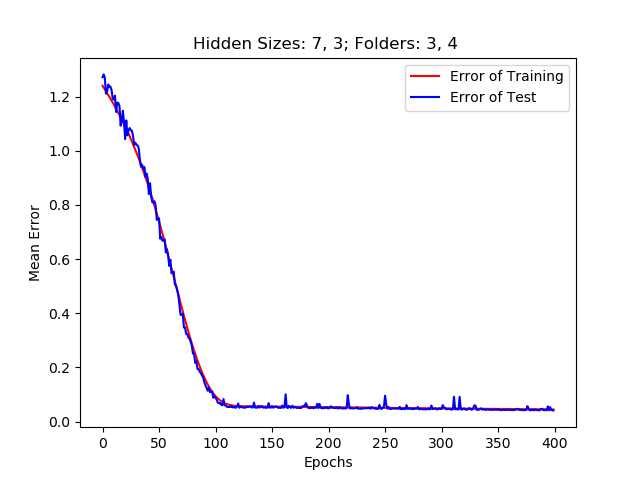 Hidden Sizes: 7, 3; Folders: 3, 4
Error of Training
Error of Test
1.2
1.0
0.8
0.6
0.4
0.2
0.0
Mean Error
0 50 100 150 200 250 300 350 400
Epochs